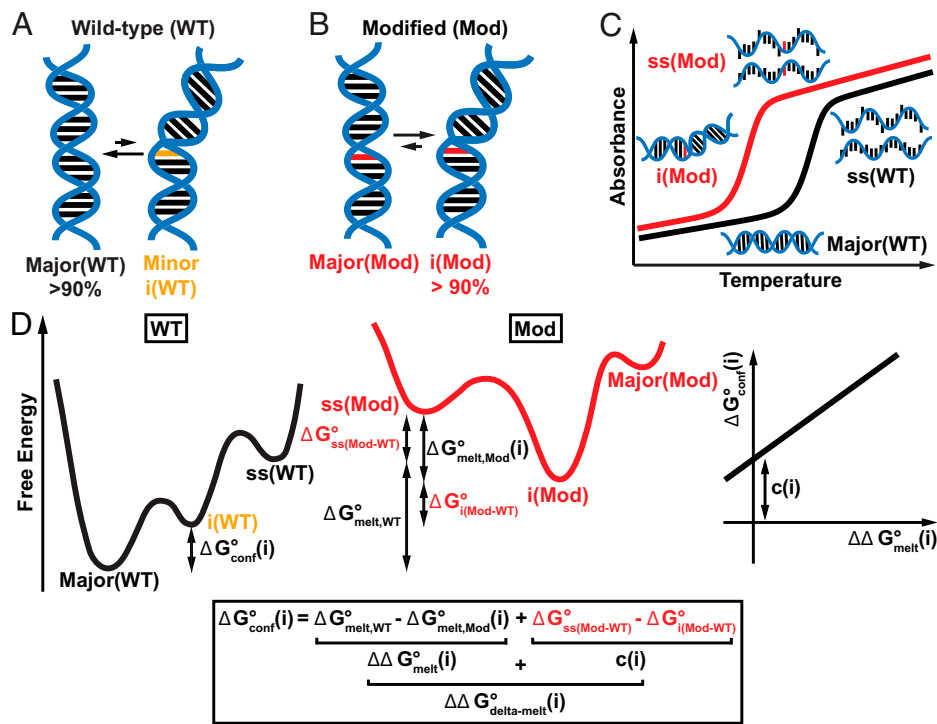 A
Wild-type (WT)
Major(WT)
>90%
Minor
i(WT)
B
Modified (Mod)
Major(Mod)
i(Mod)
> 90%
C
Absorbance
ss(Mod)
i(Mod)
ss(WT)
Major(WT)
Temperature
D
WT
Free Energy
Major(WT)
i(WT)
ΔG°conf(i)
ss(WT)
Mod
ss(Mod)
ΔG°ss(Mod-WT)
ΔG°melt,Mod(i)
ΔG°melt,WT
ΔG°i(Mod-WT)
i(Mod)
Major(Mod)
ΔG°conf(i)
c(i)
ΔΔG°melt(i)
ΔG°conf(i) = ΔG°melt,WT - ΔG°melt,Mod(i) + ΔG°ss(Mod-WT) - ΔG°i(Mod-WT)
ΔΔG°melt(i) + c(i)
ΔΔG°delta-melt(i)